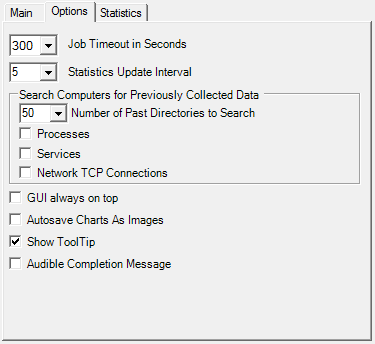 Main Options Statistics
300 Job Timeout in Seconds
5 Statistics Update Interval
Search Computers for Previously Collected Data
50 Number of Past Directories to Search
Processes
Services
Network TCP Connections
GUI always on top
Autosave Charts As Images
Show ToolTip
Audible Completion Message